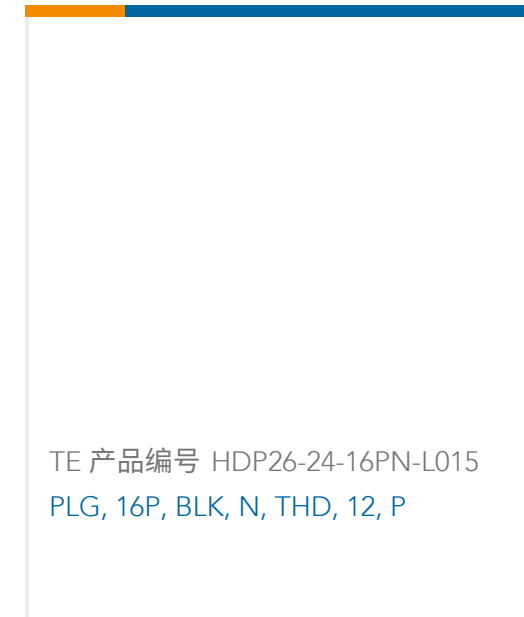 TE 产品编号 HDP26-24-16PN-L015
PLG, 16P, BLK, N, THD, 12, P